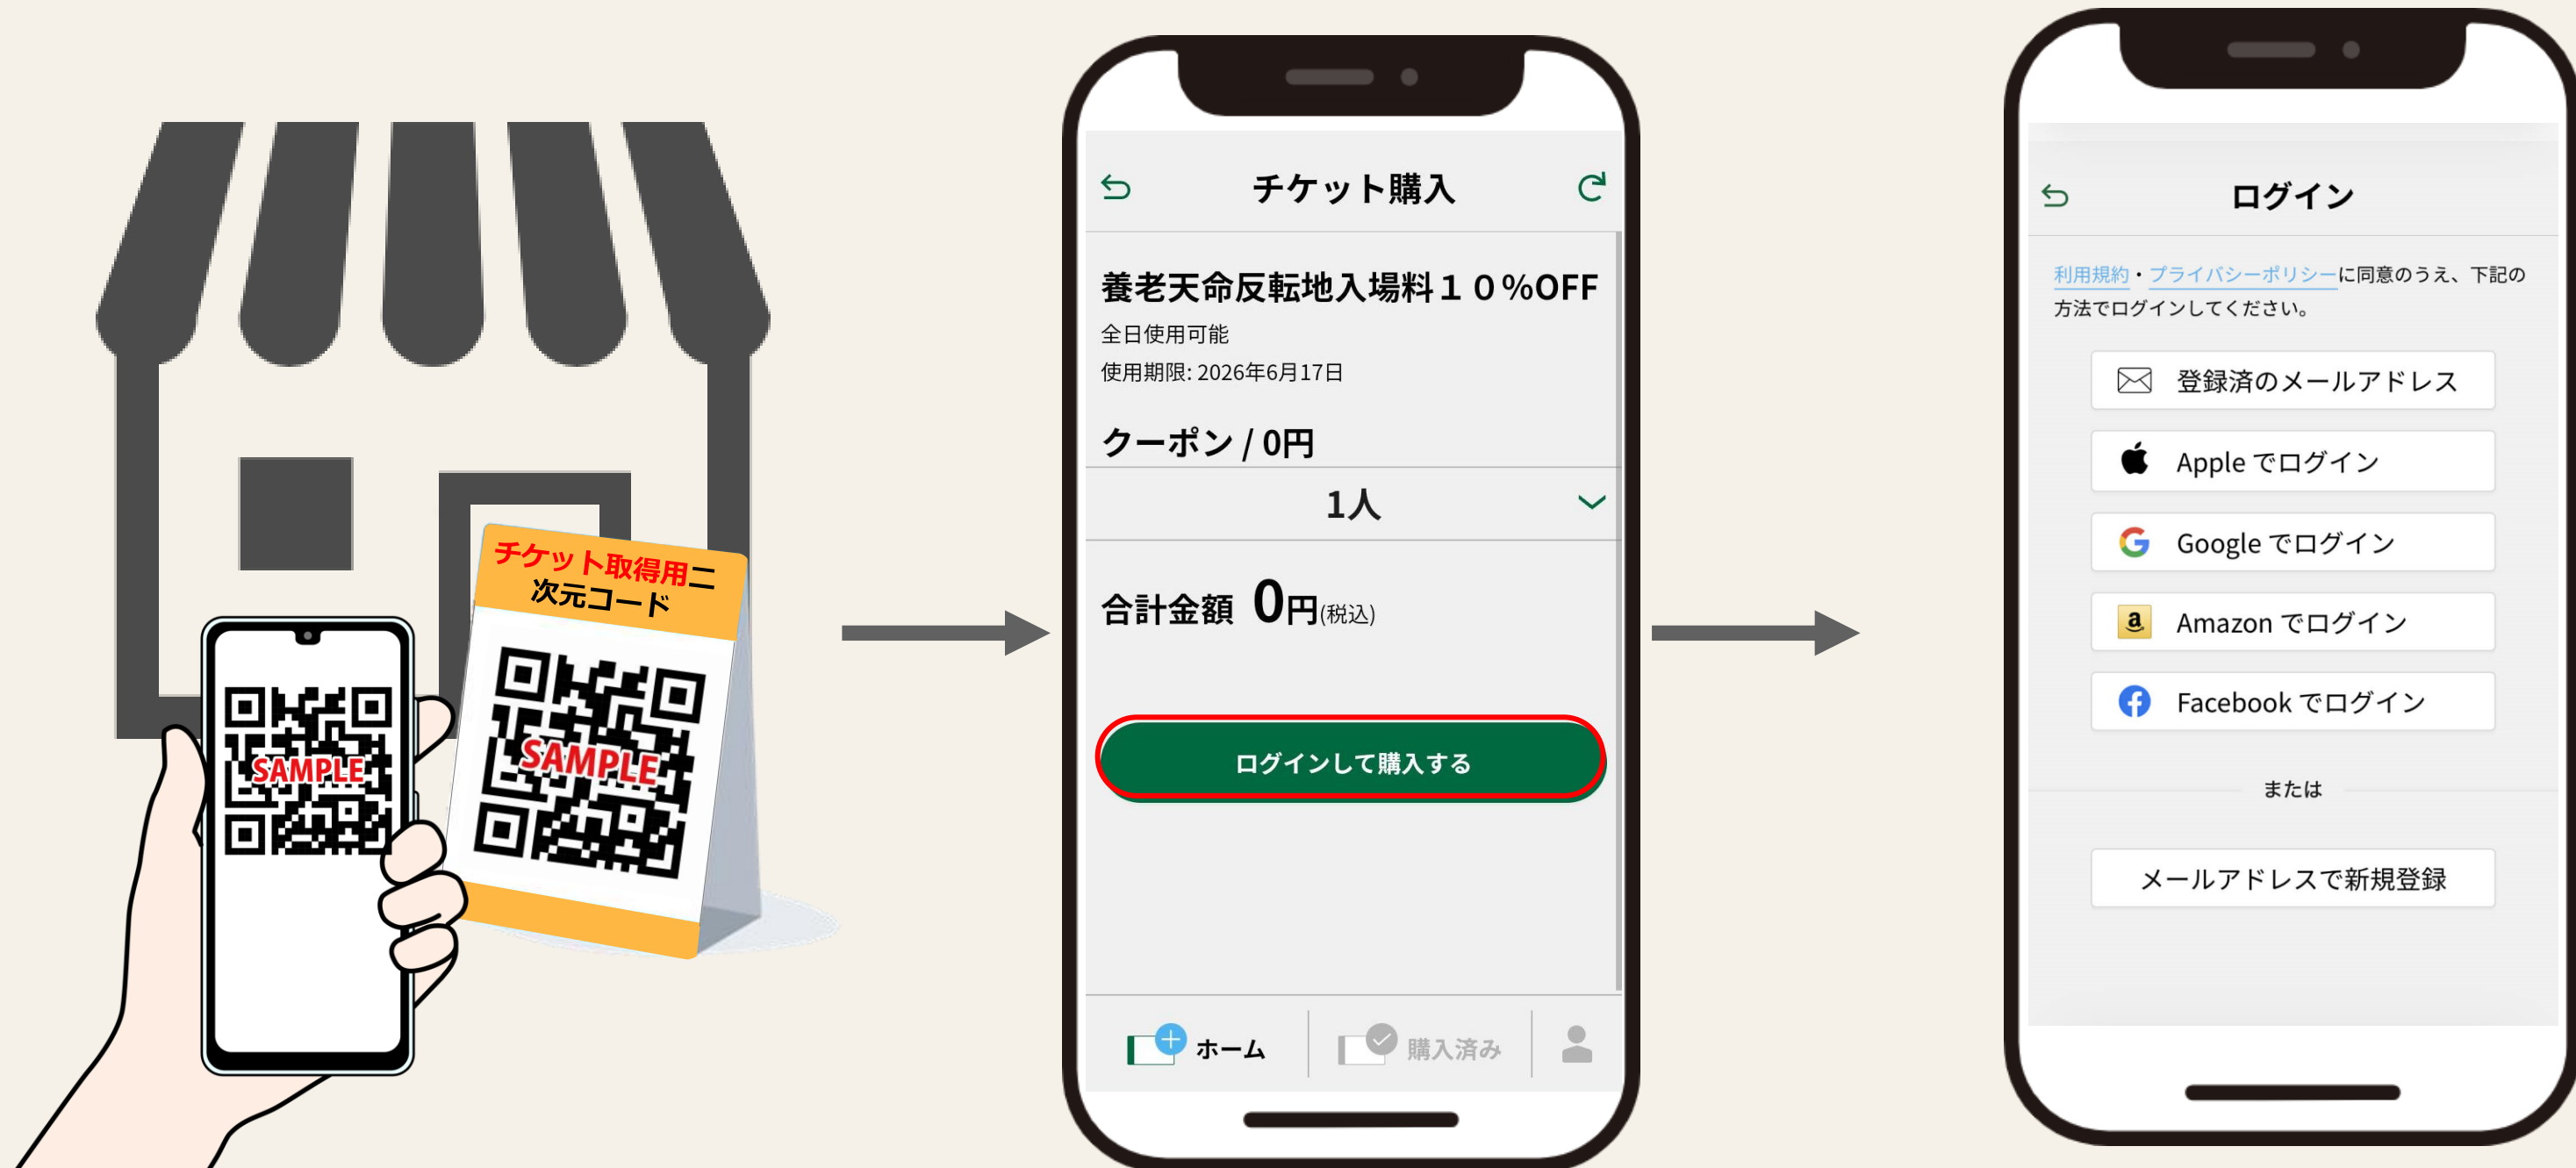 チケット取得用二
次元コード
SAMPLE
SAMPLE
チケット購入
養老天命反転地入場料１０%OFF
全日使用可能
使用期限: 2026年6月17日
クーポン / 0円
1人
合計金額 0円(税込)
ログインして購入する
ホーム
購入済み
ログイン
利用規約・プライバシーポリシーに同意のうえ、下記の
方法でログインしてください。
登録済のメールアドレス
Apple でログイン
Google でログイン
a Amazon でログイン
Facebook でログイン
または
メールアドレスで新規登録